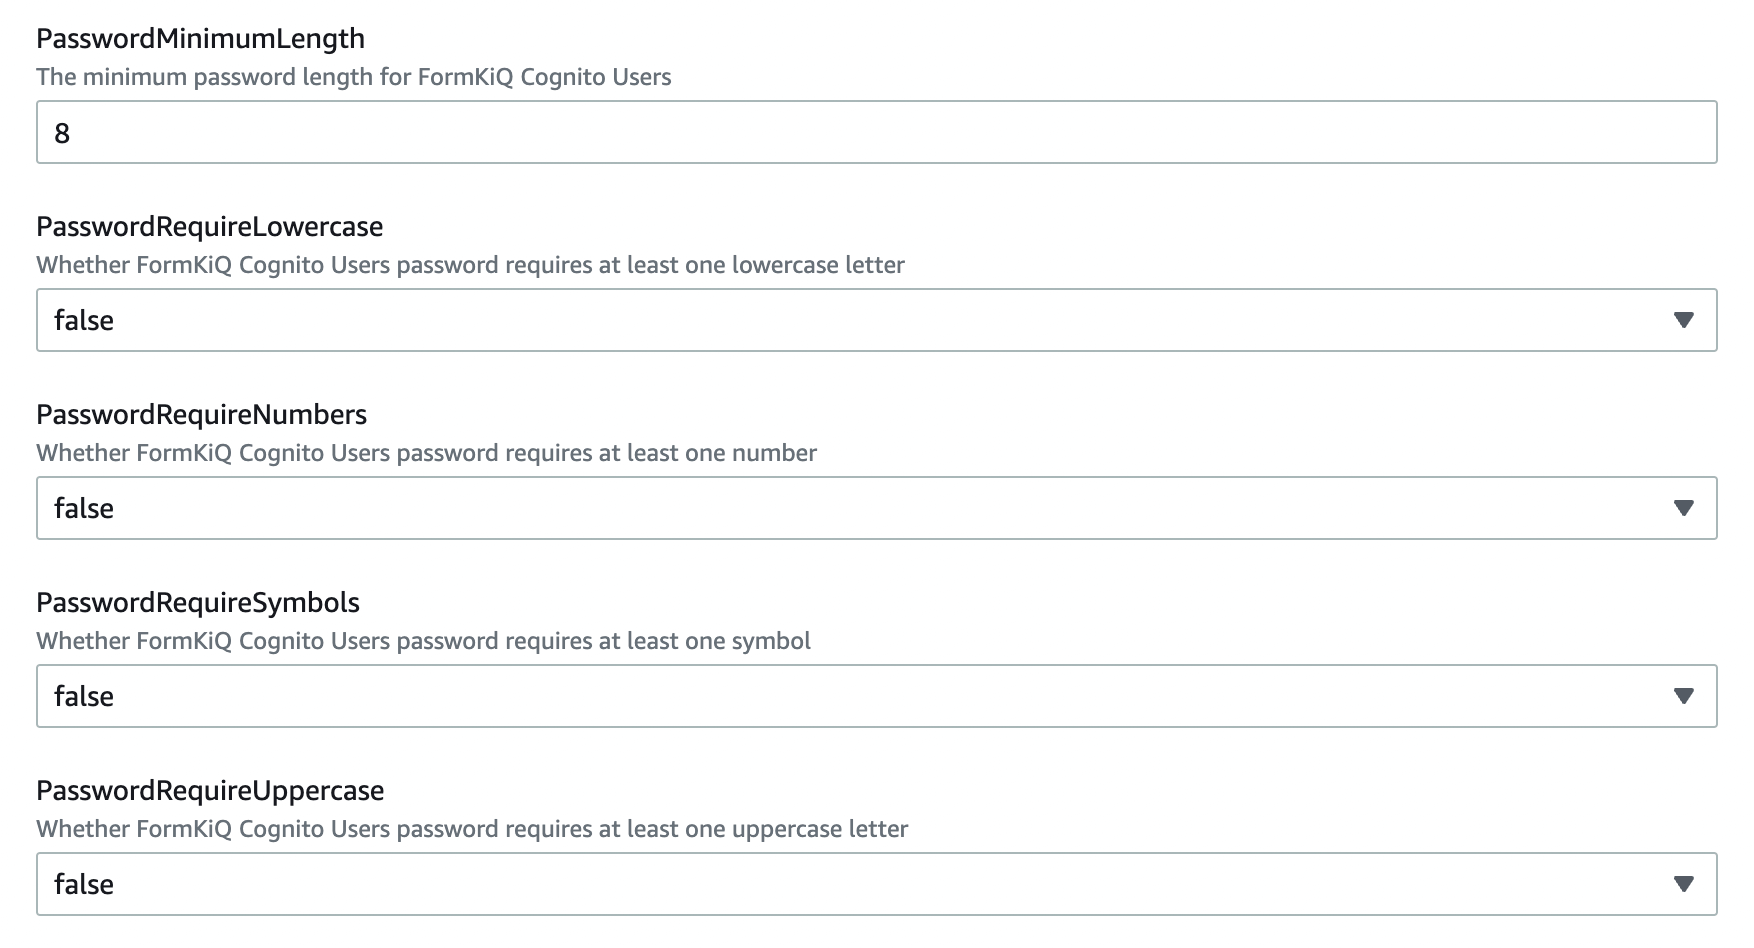 PasswordMinimumLength
The minimum password length for FormKiQ Cognito Users
8
PasswordRequireLowercase
Whether FormKiQ Cognito Users password requires at least one lowercase letter
false
PasswordRequireNumbers
Whether FormKiQ Cognito Users password requires at least one number
false
PasswordRequireSymbols
Whether FormKiQ Cognito Users password requires at least one symbol
false
PasswordRequireUppercase
Whether FormKiQ Cognito Users password requires at least one uppercase letter
false